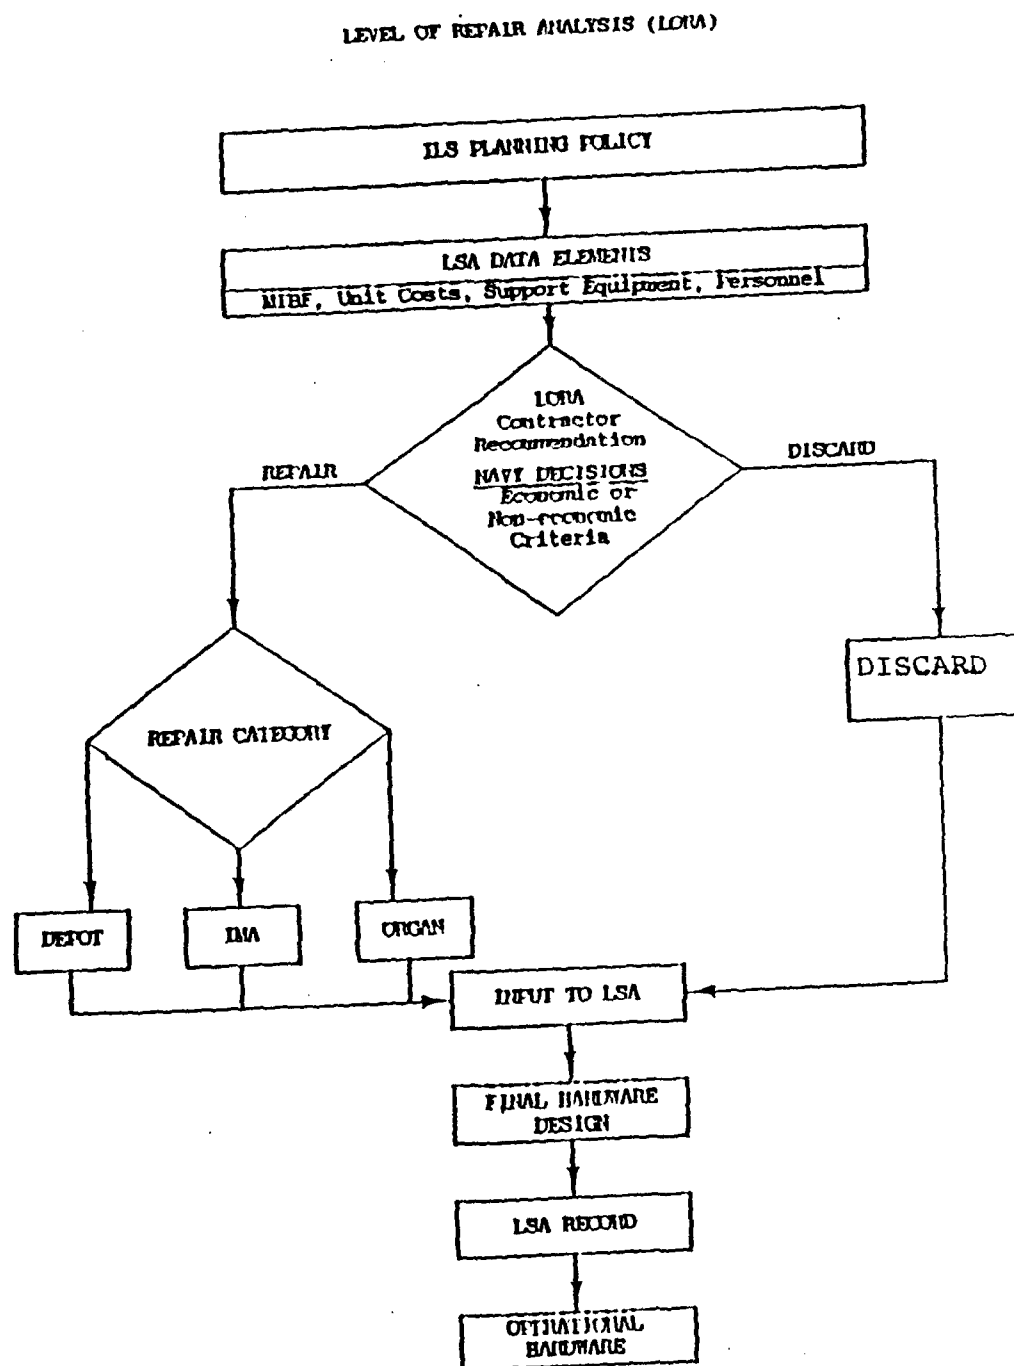 LEVEL OF REPAIR ANALYSIS (LORA)
ILS PLANNING POLICY
LSA DATA ELEMENTS
MTBF, Unit Costs, Support Equipment, Personnel
LORA
Contractor
Recommendation
NAVY DECISIONS
Economic or
Non-economic
Criteria
REPAIR
DISCARD
DISCARD
REPAIR CATEGORY
DEPOT
IMA
ORGAN
INPUT TO LSA
FINAL HARDWARE
DESIGN
LSA RECORD
OPERATIONAL
HARDWARE